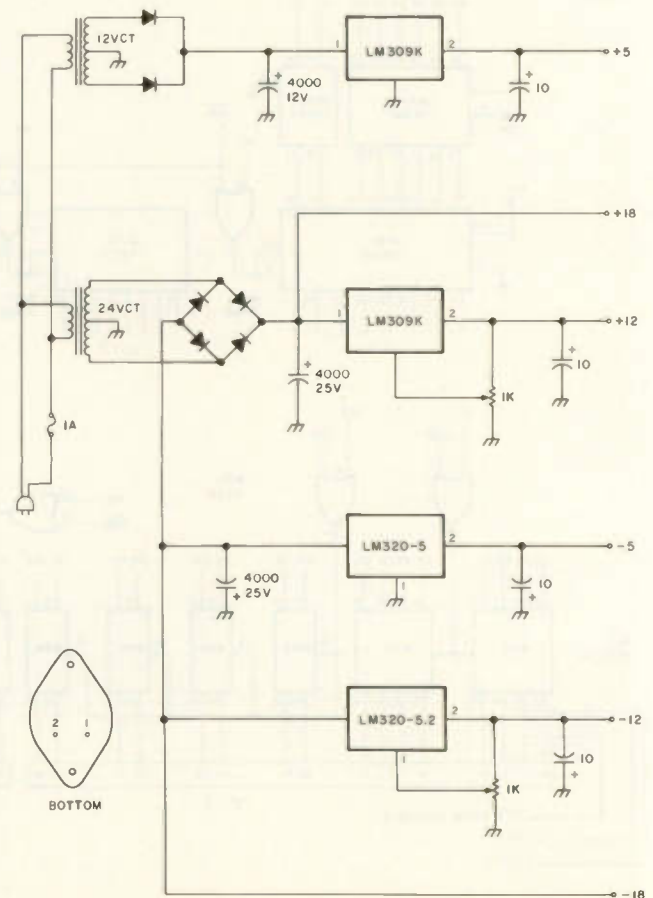 12VCT
1
LM309K
2
+5
+
4000
12V
+
10
+18
24VCT
1
LM309K
2
+12
+
4000
25V
1K
+
10
1A
LM320-5
2
-5
1
4000
+ 25V
10
+
LM320-5.2
2
-12
1
1K
10
+
2 1
BOTTOM
-18